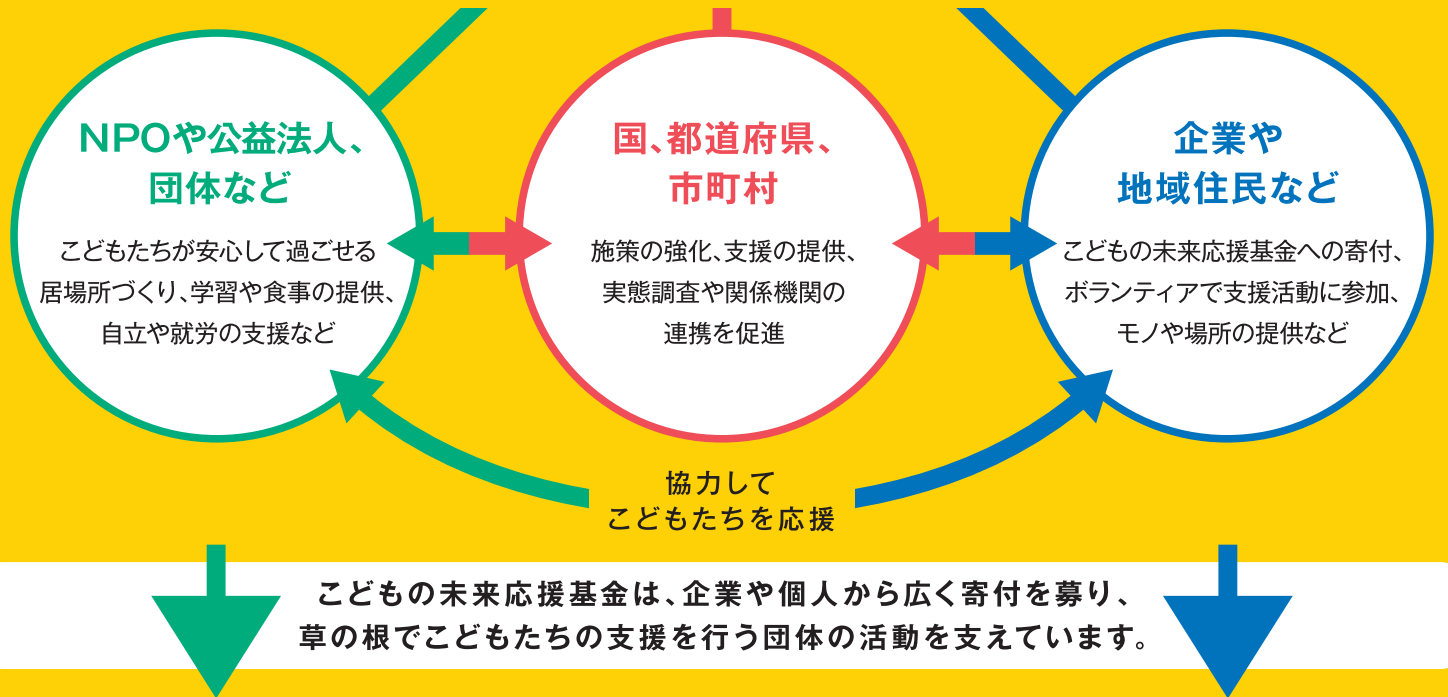 NPOや公益法人、
団体など
こどもたちが安心して過ごせる
居場所づくり、学習や食事の提供、
自立や就労の支援など
国、都道府県、
市町村
施策の強化、支援の提供、
実態調査や関係機関の
連携を促進
企業や
地域住民など
こどもの未来応援基金への寄付、
ボランティアで支援活動に参加、
モノや場所の提供など
協力して
こどもたちを応援
こどもの未来応援基金は、企業や個人から広く寄付を募り、
草の根でこどもたちの支援を行う団体の活動を支えています。